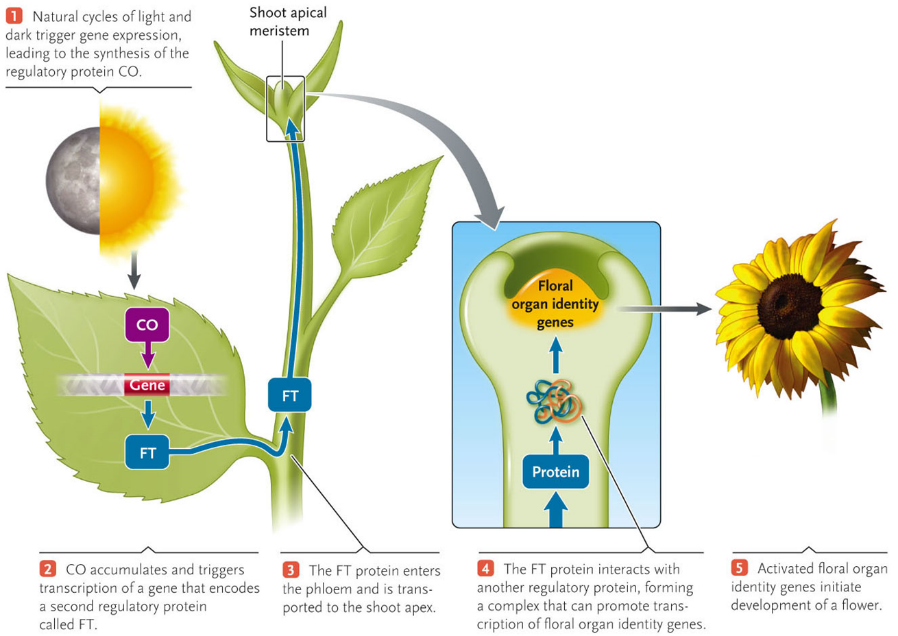 1 Natural cycles of light and
dark trigger gene expression,
leading to the synthesis of the
regulatory protein CO.
Shoot apical
meristem
CO
Gene
FT
FT
Floral
organ identity
genes
Protein
2 CO accumulates and triggers
transcription of a gene that encodes
a second regulatory protein
called FT.
3 The FT protein enters
the phloem and is trans-
ported to the shoot apex.
4 The FT protein interacts with
another regulatory protein, forming
a complex that can promote trans-
cription of floral organ identity genes.
5 Activated floral organ
identity genes initiate
development of a flower.